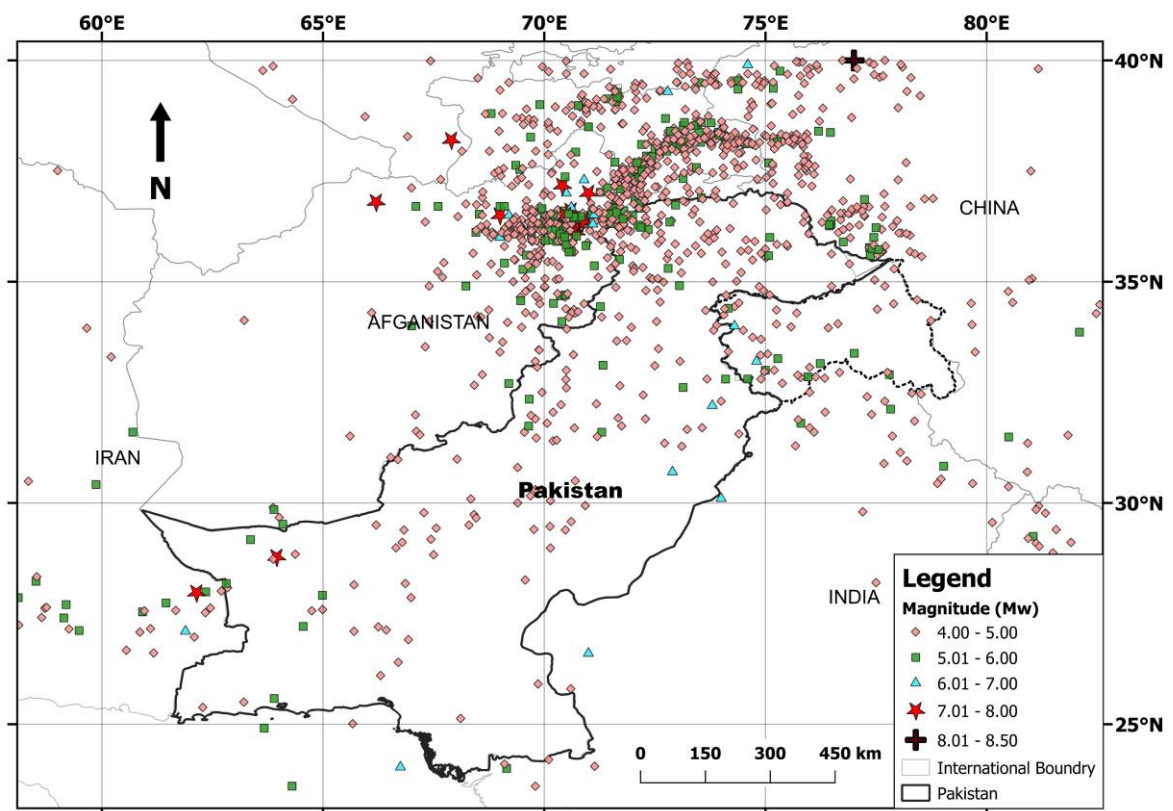 60°E 65°E 70°E 75°E 80°E
40°N
N
CHINA
35°N
AFGANISTAN
IRAN
Pakistan
30°N
INDIA
Legend
Magnitude (Mw)
4.00 - 5.00
5.01 - 6.00
6.01 - 7.00
7.01 - 8.00
8.01 - 8.50
International Boundry
Pakistan
25°N
0 150 300 450 km